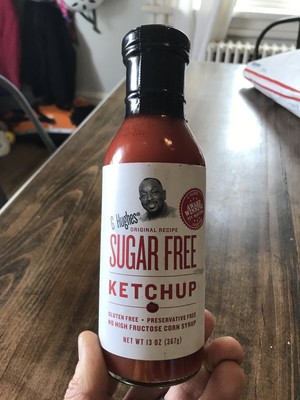 G Hughes
ORIGINAL RECIPE
SUGAR FREE
KETCHUP
GLUTEN FREE • PRESERVATIVE FREE
NO HIGH FRUCTOSE CORN SYRUP
NET WT 13 OZ (367g)